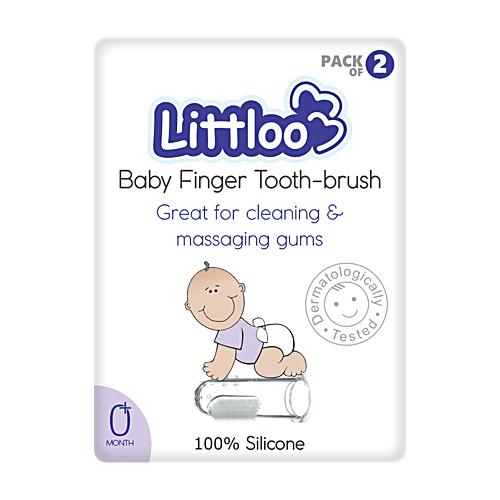 PACK OF 2
Littloo
Baby Finger Tooth-brush
Great for cleaning &
massaging gums
Dermatologically
Tested
0+
MONTH
100% Silicone